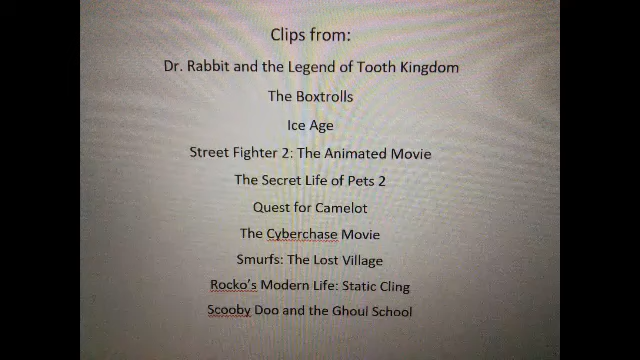 Clips from:
Dr. Rabbit and the Legend of Tooth Kingdom
The Boxtrolls
Ice Age
Street Fighter 2: The Animated Movie
The Secret Life of Pets 2
Quest for Camelot
The Cyberchase Movie
Smurfs: The Lost Village
Rocko's Modern Life: Static Cling
Scooby Doo and the Ghoul School